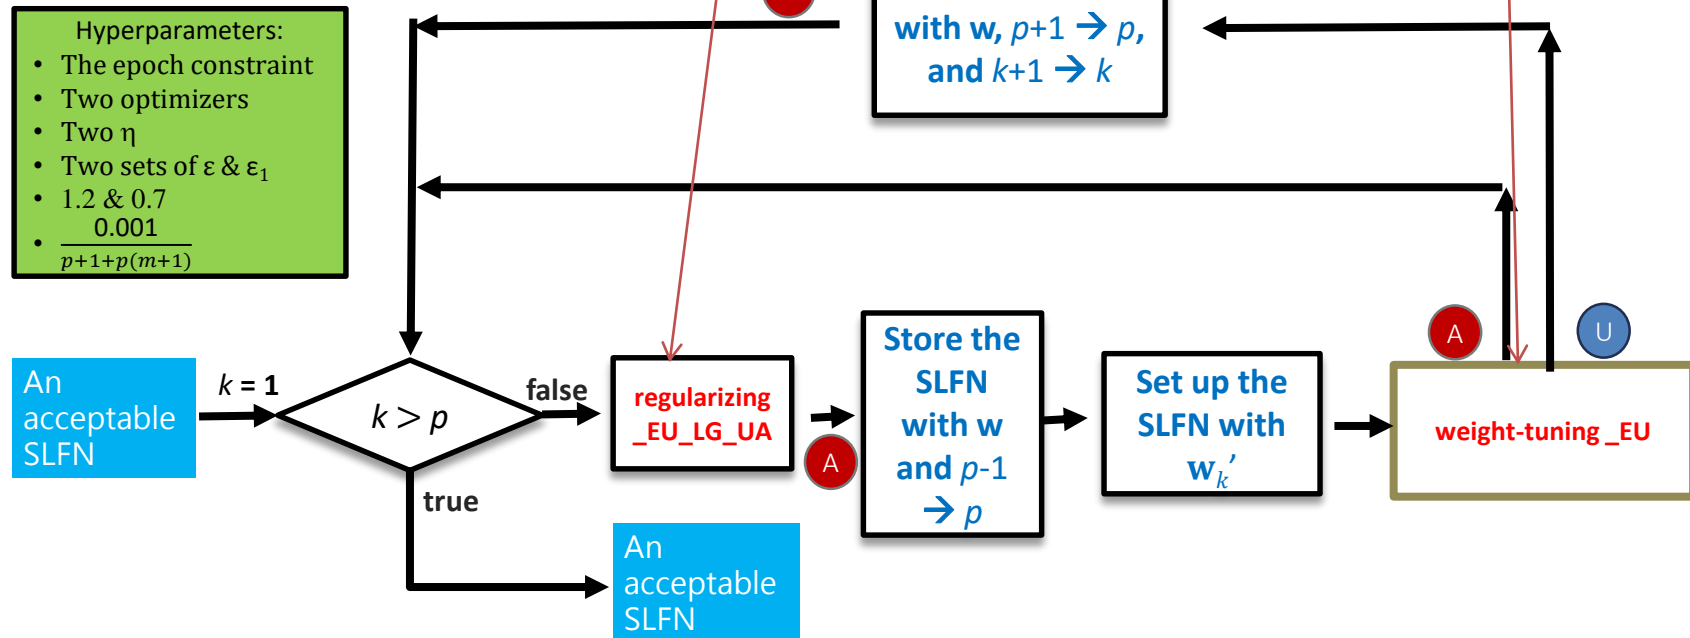 Hyperparameters:
• The epoch constraint
• Two optimizers
• Two η
• Two sets of ε & ε₁
• 1.2 & 0.7
• 0.001
p+1+p(m+1)
with w, p+1 → p,
and k+1 → k
An
acceptable
SLFN
k = 1
k > p
false
true
regularizing
_EU_LG_UA
A
Store the
SLFN
with w
and p-1
→ p
Set up the
SLFN with
wₖ’
A
U
weight-tuning _EU
An
acceptable
SLFN